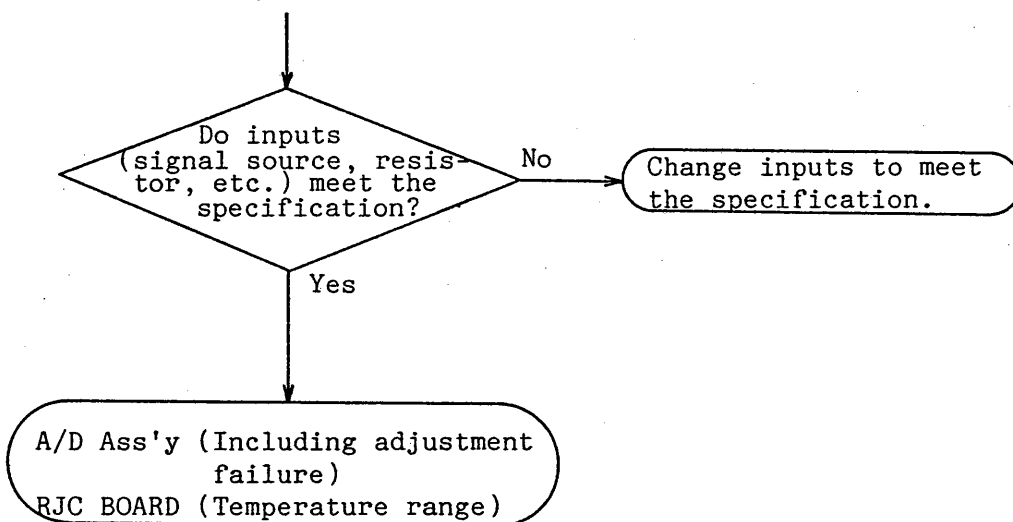 Do inputs
(signal source, resis-
tor, etc.) meet the
specification?
No
Change inputs to meet
the specification.
Yes
A/D Ass'y (Including adjustment
failure)
RJC BOARD (Temperature range)